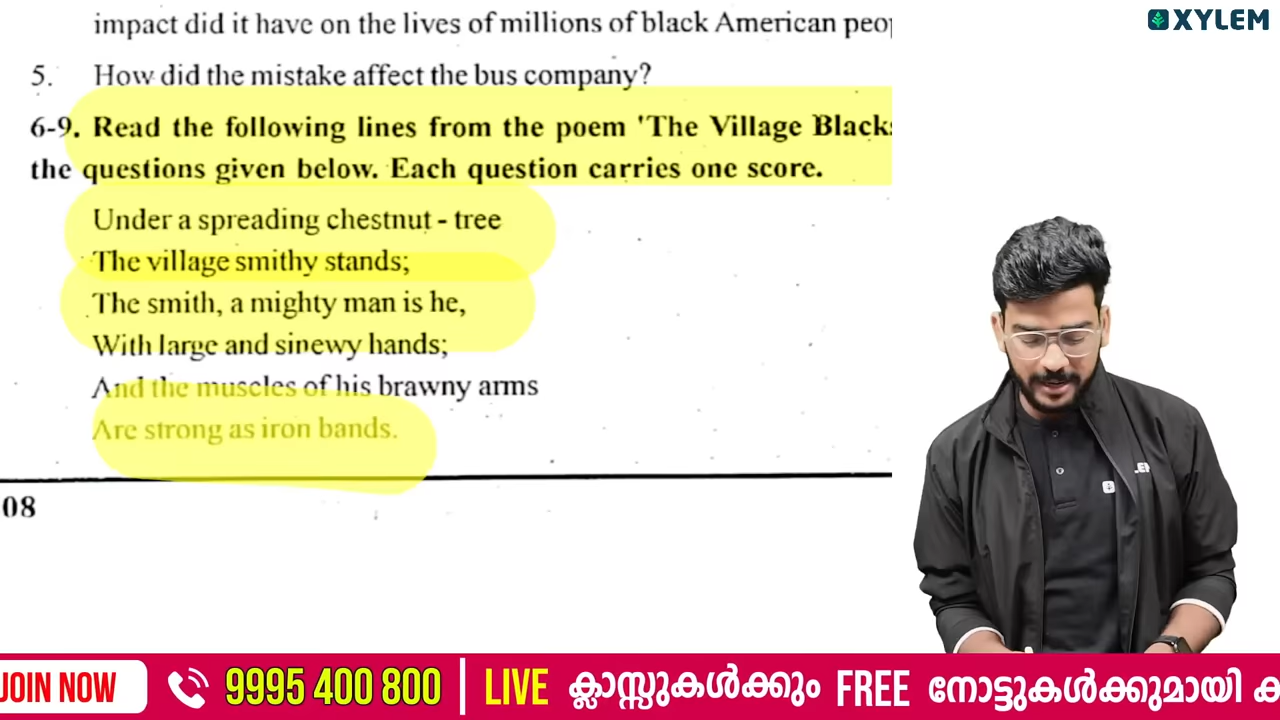 impact did it have on the lives of millions of black American
XYLEM
5. How did the mistake affect the bus company?
6-9. Read the following lines from the poem 'The Village
the questions given below. Each question carries one score.
Under a spreading chestnut - tree
The village smithy stands;
The smith, a mighty man is he,
With large and sinewy hands;
And the muscles of his brawny arms
Are strong as iron bands.
08
JOIN NOW 9995 400 800 LIVE ക്ലാസ്സുകൾക്കും FREE നോട്ടുകൾക്കുമായി